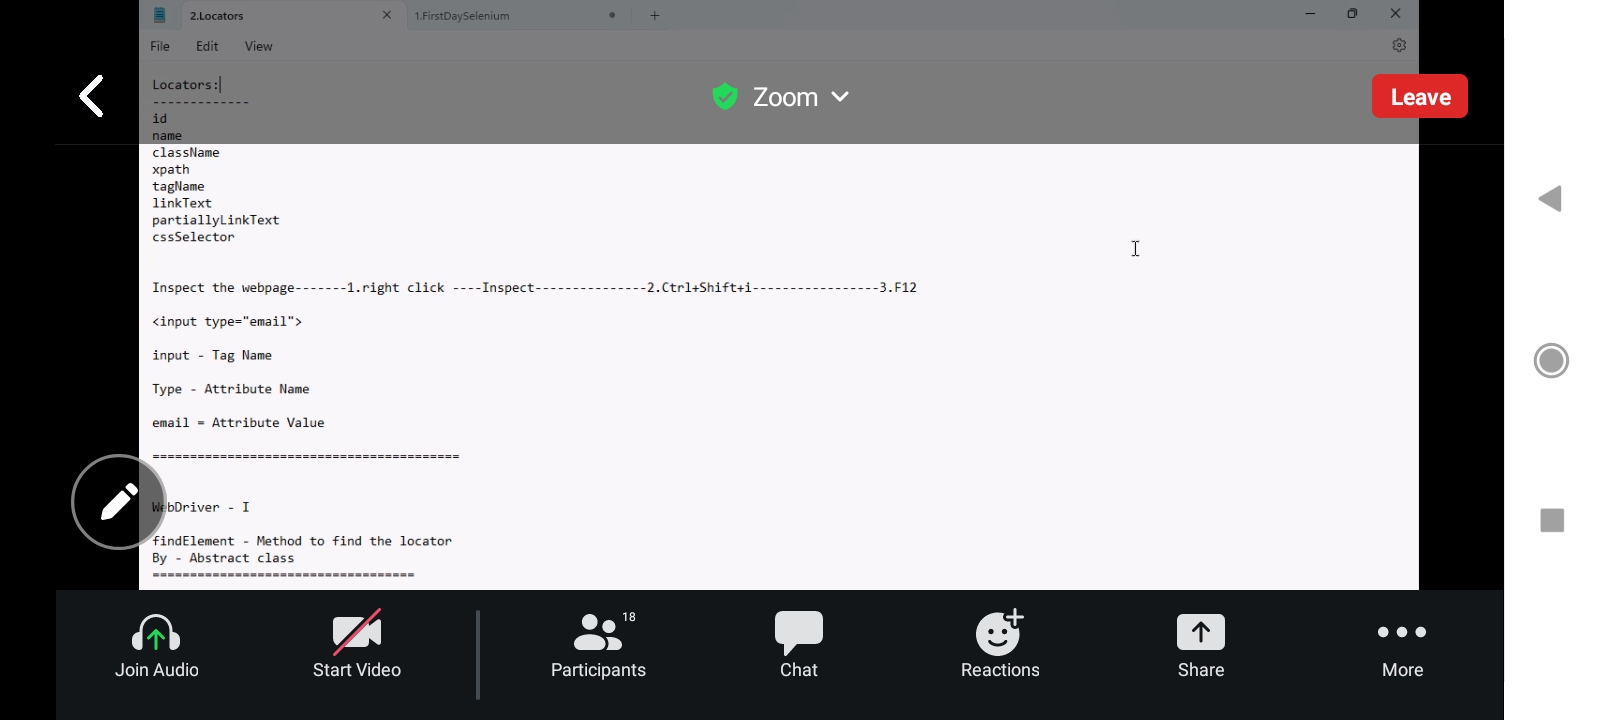 2.Locators
1.FirstDaySelenium
File Edit View
Locators:
-------------
id
name
className
xpath
tagName
linkText
partiallyLinkText
cssSelector
Zoom
Leave
Inspect the webpage-------1.right click ----Inspect---------------2.Ctrl+Shift+i-----------------3.F12
<input type="email">
input - Tag Name
Type - Attribute Name
email = Attribute Value
=========================================
WebDriver - I
findElement - Method to find the locator
By - Abstract class
===================================
18
Join Audio
Start Video
Participants
Chat
Reactions
Share
More